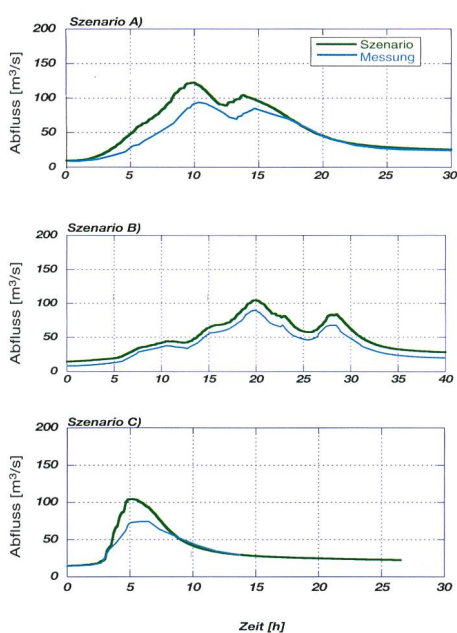 Szenario A)
200
150
100
50
0
Abfluss [m³/s]
Szenario
Messung
0 5 10 15 20 25 30
Szenario B)
200
150
100
50
0
Abfluss [m³/s]
0 5 10 15 20 25 30 35 40
Szenario C)
200
150
100
50
0
Abfluss [m³/s]
0 5 10 15 20 25 30
Zeit [h]